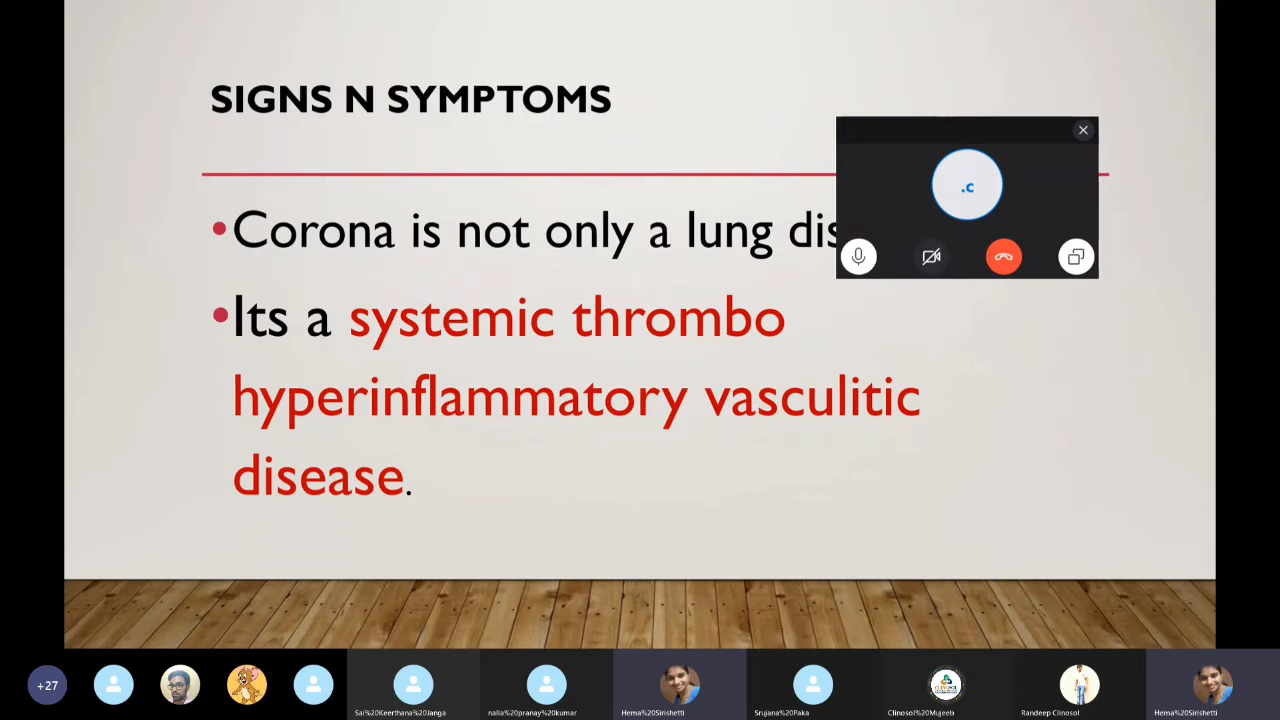 SIGNS N SYMPTOMS
.c
•Corona is not only a lung dis
•Its a systemic thrombo
hyperinflammatory vasculitic
disease.
+27
Sai%20Keerthana%20Janga
nalla%20pranay%20kumar
Hema%20Sirishetti
Srujana%20Paka
CLINOSOL
Clinosol%20Mujeeb
Randeep Clinosol
Hema%20Sirishetti